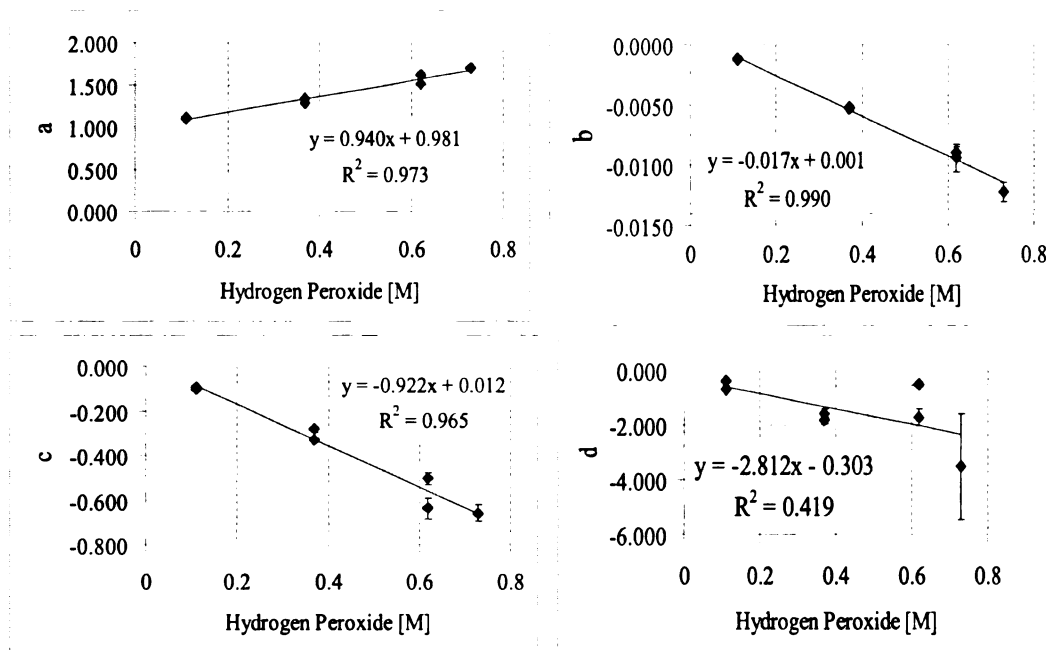 2.000
1.500
1.000
0.500
0.000
a
y = 0.940x + 0.981
R² = 0.973
0 0.2 0.4 0.6 0.8
Hydrogen Peroxide [M]
0.0000
-0.0050
-0.0100
-0.0150
b
y = -0.017x + 0.001
R² = 0.990
0 0.2 0.4 0.6 0.8
Hydrogen Peroxide [M]
0.000
-0.200
-0.400
-0.600
-0.800
c
y = -0.922x + 0.012
R² = 0.965
0 0.2 0.4 0.6 0.8
Hydrogen Peroxide [M]
0.000
-2.000
-4.000
-6.000
d
y = -2.812x - 0.303
R² = 0.419
0 0.2 0.4 0.6 0.8
Hydrogen Peroxide [M]